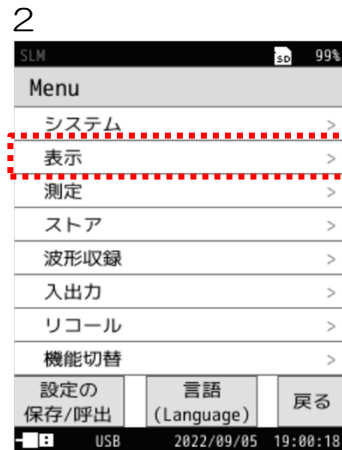 2
SLM SD 99%
Menu
システム >
表示 >
測定 >
ストア >
波形収録 >
入出力 >
リコール >
機能切替 >
設定の
保存/呼出
言語
(Language)
戻る
USB 2022/09/05 19:00:18